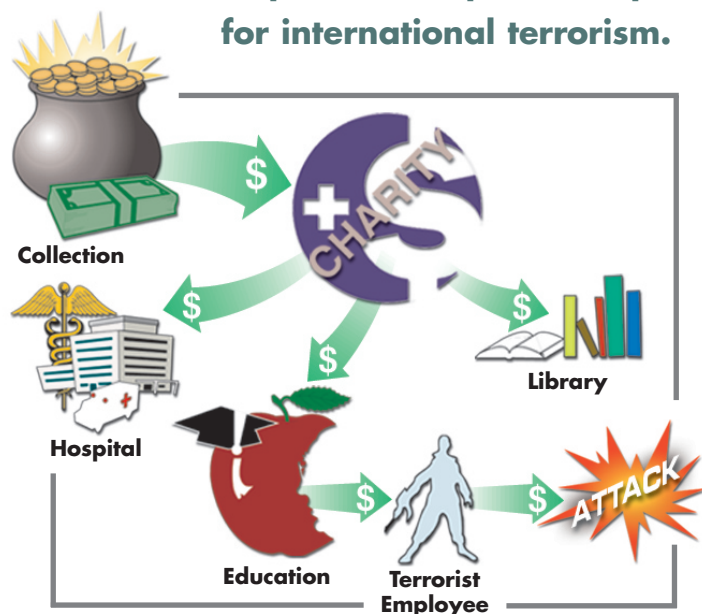 for international terrorism.
$
CHARITY
Collection
$
$
$
Library
Hospital
$
$
ATTACK
Education
Terrorist
Employee